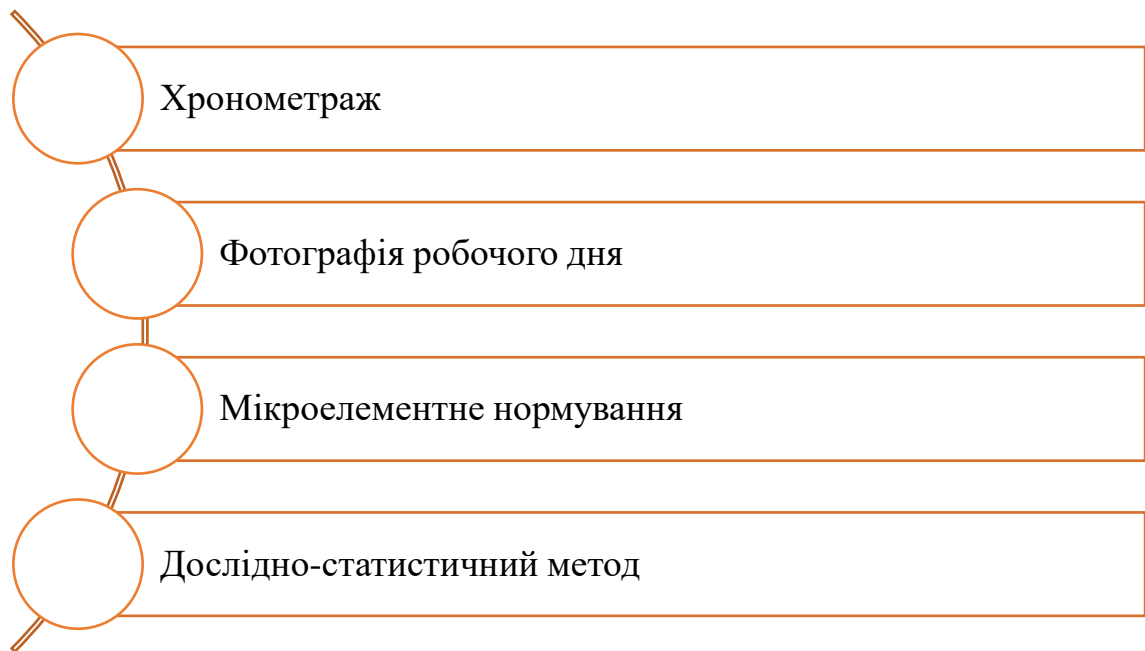 Хронометраж
Фотографія робочого дня
Мікроелементне нормування
Дослідно-статистичний метод